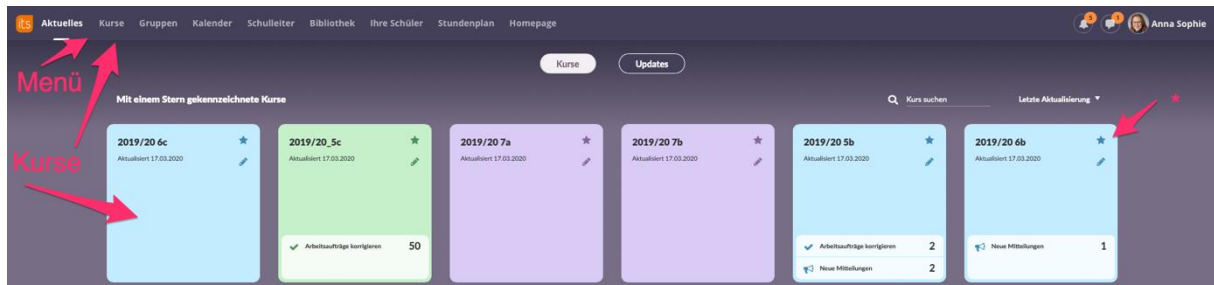 its Aktuelles Kurse Gruppen Kalender Schulleiter Bibliothek Ihre Schüler Stundenplan Homepage 5 1 Anna Sophie
Menü
Kurse Updates
Mit einem Stern gekennzeichnete Kurse Kurs suchen Letzte Aktualisierung
Kurse
2019/20 6c
Aktualisiert 17.03.2020
2019/20_5c
Aktualisiert 17.03.2020
Arbeitsaufträge korrigieren 50
2019/20 7a
Aktualisiert 17.03.2020
2019/20 7b
Aktualisiert 17.03.2020
2019/20 5b
Aktualisiert 17.03.2020
Arbeitsaufträge korrigieren 2
Neue Mitteilungen 2
2019/20 6b
Aktualisiert 17.03.2020
Neue Mitteilungen 1